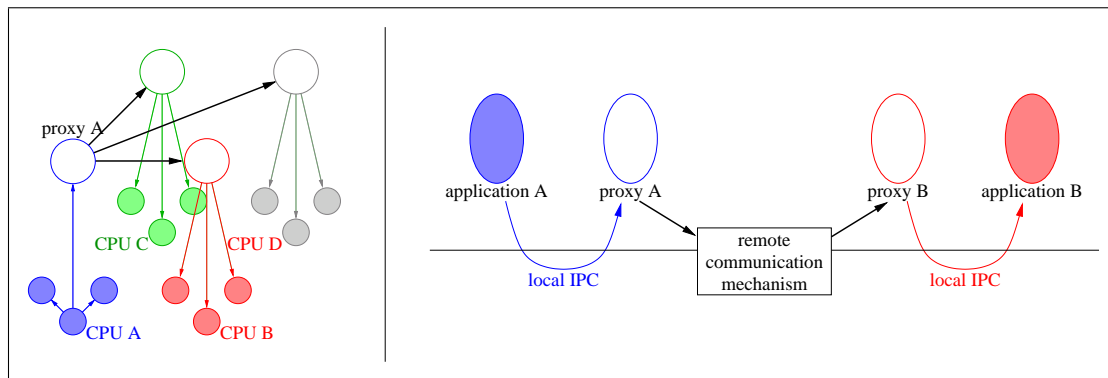 proxy A
CPU C
CPU D
CPU A
CPU B
application A
proxy A
proxy B
application B
remote
communication
mechanism
local IPC
local IPC